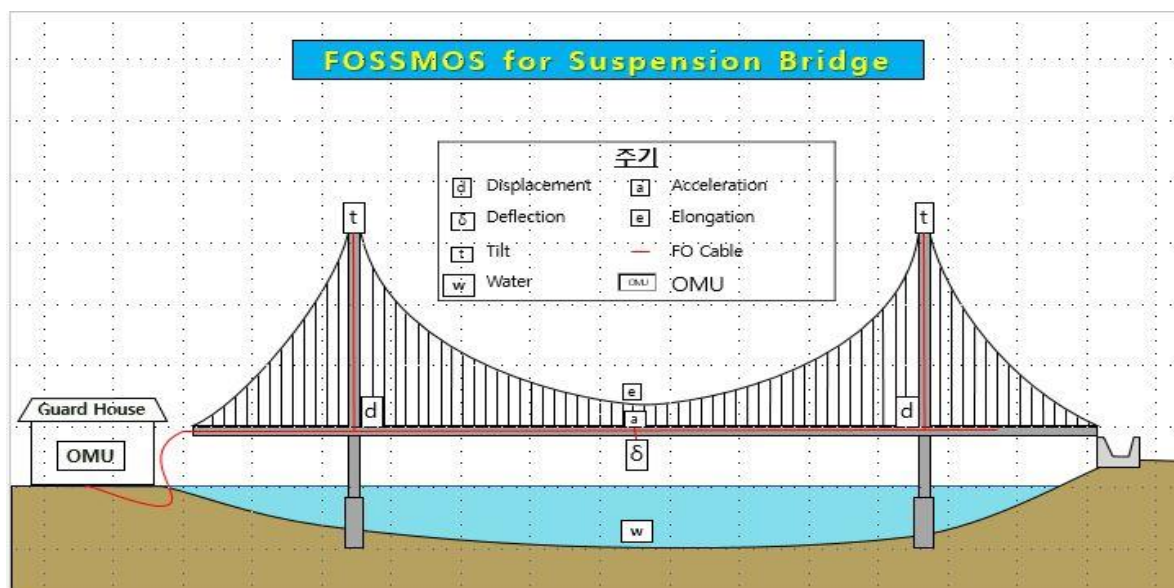 FOSSMOS for Suspension Bridge
주기
d Displacement
a Acceleration
δ Deflection
e Elongation
t Tilt
FO Cable
w Water
OMU OMU
t
t
Guard House
OMU
d
e
a
d
δ
w